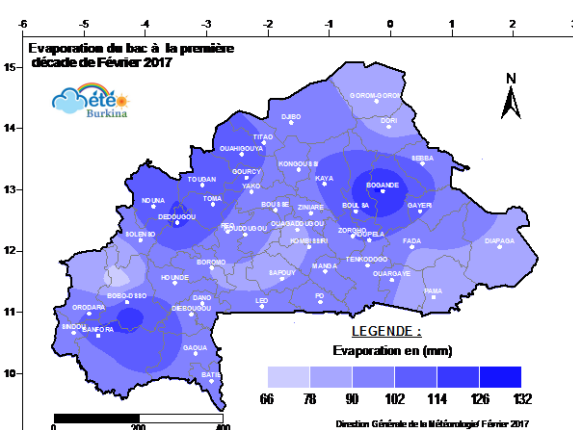 -6 -5 -4 -3 -2 -1 0 1 2
Evaporation du bac à la première
décade de Février 2017
météo
Burkina
N
15
14
13
12
11
10
GOROM-GOROM
DORI
DJIBO
TITAO
OUAHIGOUYA
SEBBA
KONGOUSSI
GOURCY
KAYA
TOUGAN
YAKO
BOGANDE
NOUNA
TOMA
BOUSSE
ZINIARE
BOULSA
GAYERI
DEDOUGOU
REO
KOUDOUGOU
OUAGADOUGOU
ZORGHO
KOUPELA
SOLENSO
KOMBISSIRI
FADA
DIAPAGA
BOROMO
TENKODOGO
MANGA
HOUNDE
SAPOUY
OUARGAYE
PAMA
BOBO-DSSO
DANO
LEO
PO
ORODARA
DIEBOUGOU
SINDOU
BANFORA
GAOUA
BATIE
LEGENDE :
Evaporation en (mm)
66 78 90 102 114 126 132
0 200 400
Direction Générale de la Météorologie/ Février 2017